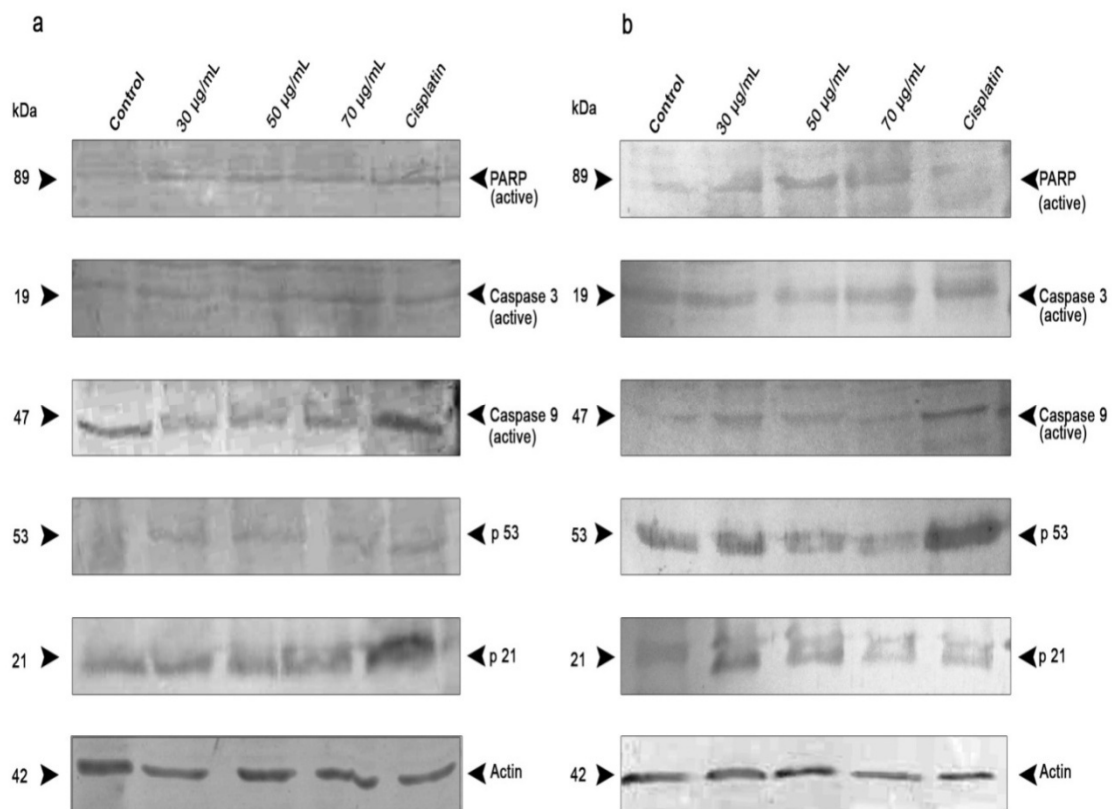 a
b
kDa
Control
30 µg/mL
50 µg/mL
70 µg/mL
Cisplatin
Control
30 µg/mL
50 µg/mL
70 µg/mL
Cisplatin
89
PARP
(active)
89
PARP
(active)
19
Caspase 3
(active)
19
Caspase 3
(active)
47
Caspase 9
(active)
47
Caspase 9
(active)
53
p 53
53
p 53
21
p 21
21
p 21
42
Actin
42
Actin